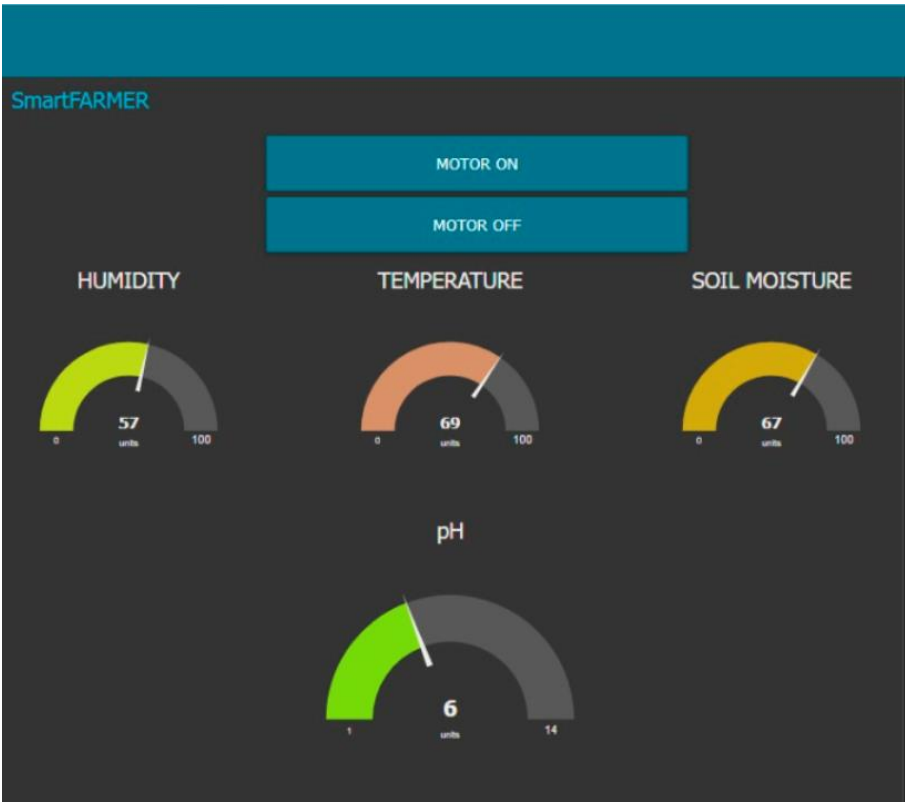 SmartFARMER
MOTOR ON
MOTOR OFF
HUMIDITY TEMPERATURE SOIL MOISTURE
57 69 67
0 units 100 0 units 100 0 units 100
pH
6
1 units 14